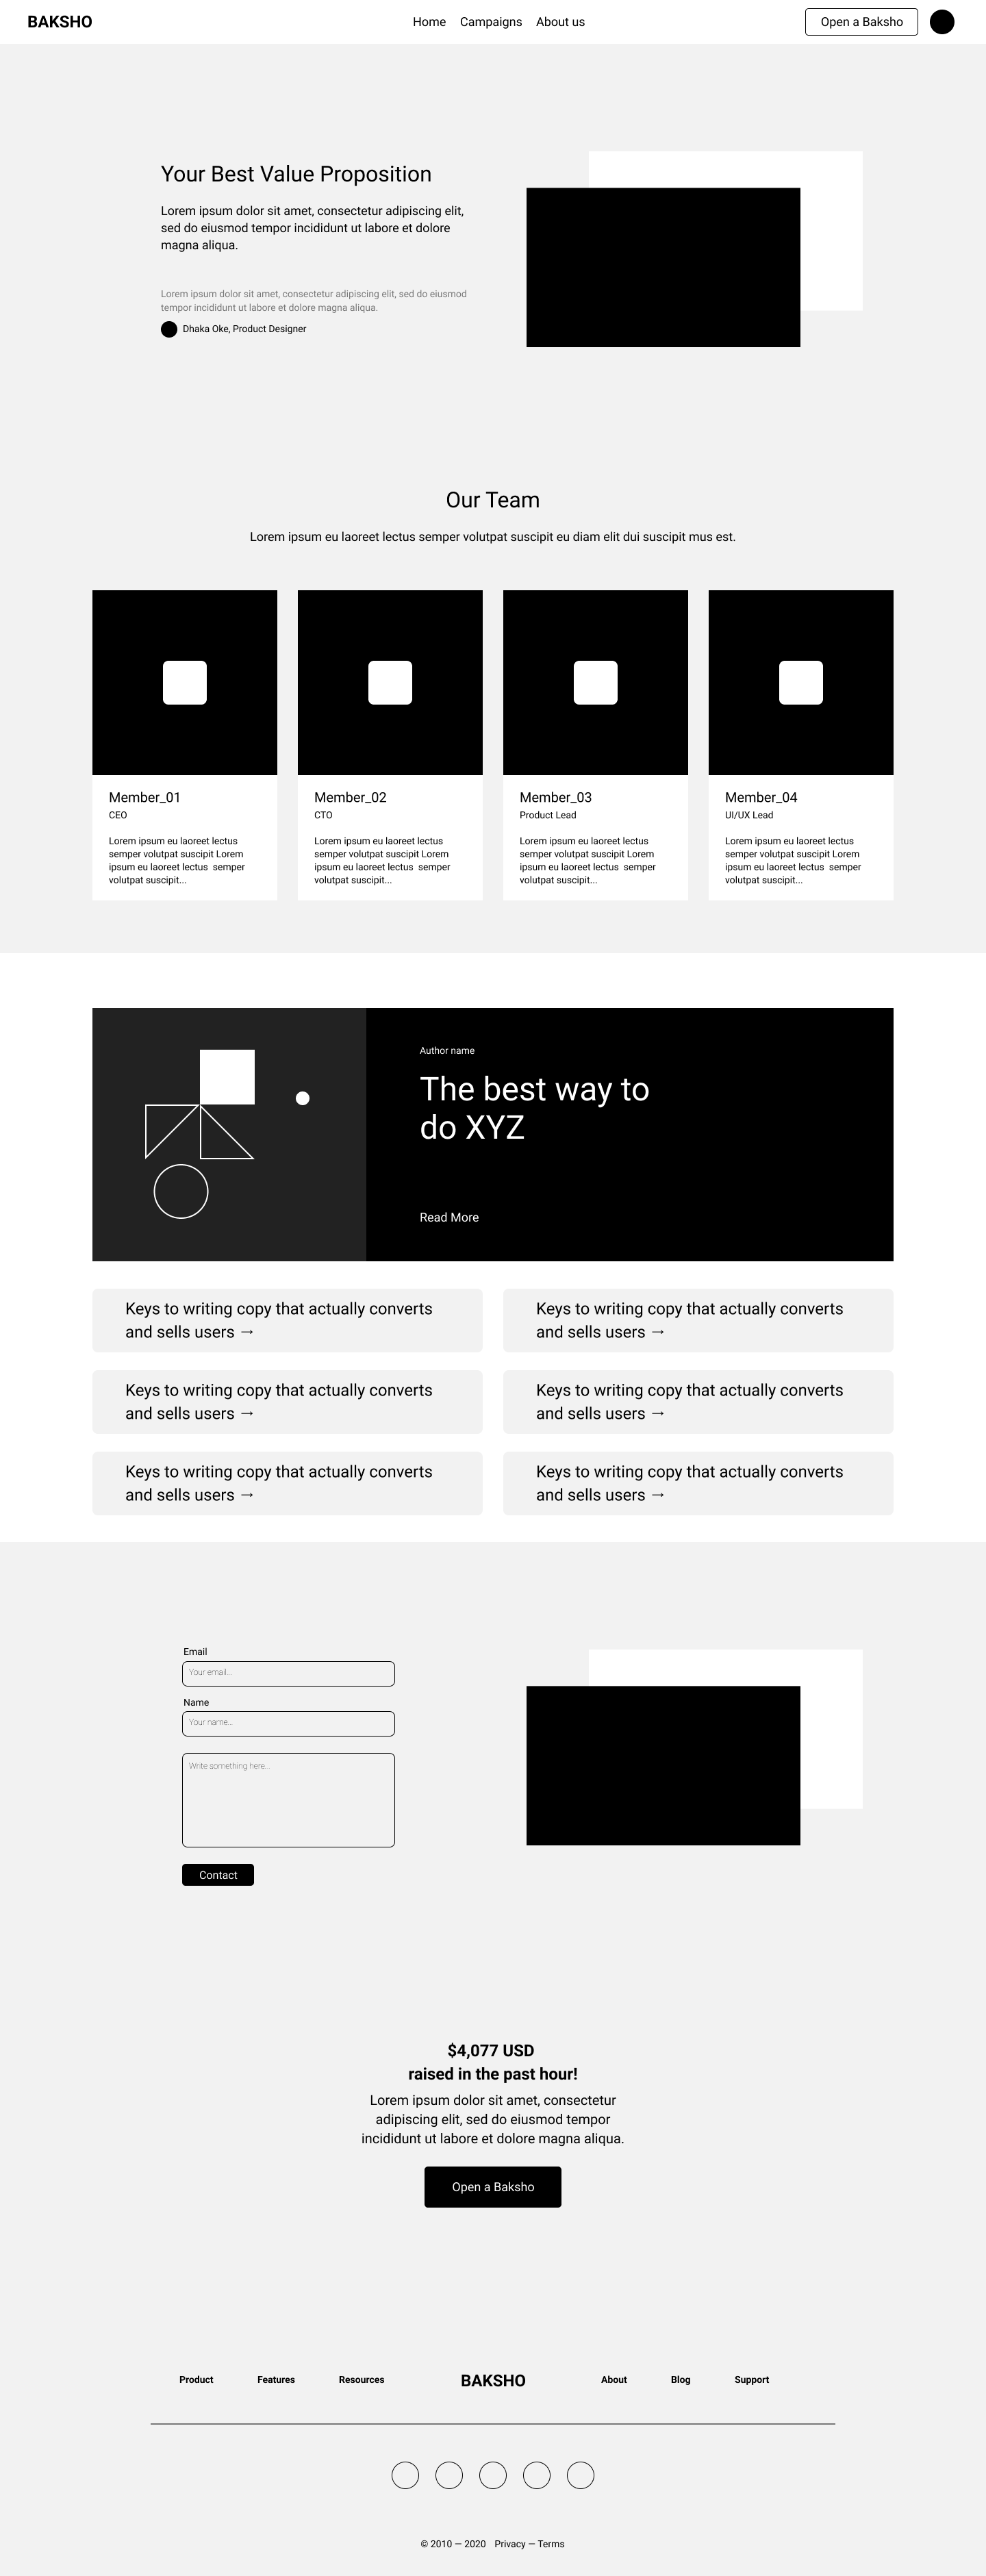 BAKSHO
Home Campaigns About us
Open a Baksho
Your Best Value Proposition
Lorem ipsum dolor sit amet, consectetur adipiscing elit,
sed do eiusmod tempor incididunt ut labore et dolore
magna aliqua.
Lorem ipsum dolor sit amet, consectetur adipiscing elit, sed do eiusmod
tempor incididunt ut labore et dolore magna aliqua.
Dhaka Oke, Product Designer
Our Team
Lorem ipsum eu laoreet lectus semper volutpat suscipit eu diam elit dui suscipit mus est.
Member_01
CEO
Lorem ipsum eu laoreet lectus
semper volutpat suscipit Lorem
ipsum eu laoreet lectus  semper
volutpat suscipit...
Member_02
CTO
Lorem ipsum eu laoreet lectus
semper volutpat suscipit Lorem
ipsum eu laoreet lectus  semper
volutpat suscipit...
Member_03
Product Lead
Lorem ipsum eu laoreet lectus
semper volutpat suscipit Lorem
ipsum eu laoreet lectus  semper
volutpat suscipit...
Member_04
UI/UX Lead
Lorem ipsum eu laoreet lectus
semper volutpat suscipit Lorem
ipsum eu laoreet lectus  semper
volutpat suscipit...
Author name
The best way to
do XYZ
Read More
Keys to writing copy that actually converts
and sells users →
Keys to writing copy that actually converts
and sells users →
Keys to writing copy that actually converts
and sells users →
Keys to writing copy that actually converts
and sells users →
Keys to writing copy that actually converts
and sells users →
Keys to writing copy that actually converts
and sells users →
Email
Your email...
Name
Your name...
Write something here...
Contact
$4,077 USD
raised in the past hour!
Lorem ipsum dolor sit amet, consectetur
adipiscing elit, sed do eiusmod tempor
incididunt ut labore et dolore magna aliqua.
Open a Baksho
Product Features Resources BAKSHO About Blog Support
© 2010 — 2020 Privacy — Terms